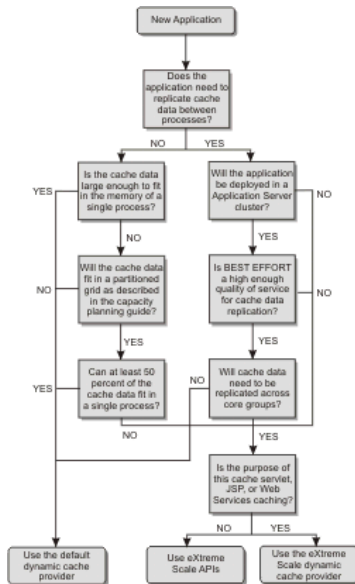 New Application
Does the
application need to
replicate cache
data between
processes?
NO
YES
Is the cache data
large enough to fit
in the memory of a
single process?
YES
NO
Will the application
be deployed in a
Application Server
cluster?
NO
YES
Will the cache data
fit in a partitioned
grid as described
in the capacity
planning guide?
NO
YES
Is BEST EFFORT
a high enough
quality of service
for cache data
replication?
NO
YES
Can at least 50
percent of the
cache data fit in
a single process?
YES
NO
Will cache data
need to be
replicated across
core groups?
NO
YES
Is the purpose of
this cache servlet,
JSP, or Web
Services caching?
NO
YES
Use the default
dynamic cache
provider
Use eXtreme
Scale APIs
Use the eXtreme
Scale dynamic
cache provider